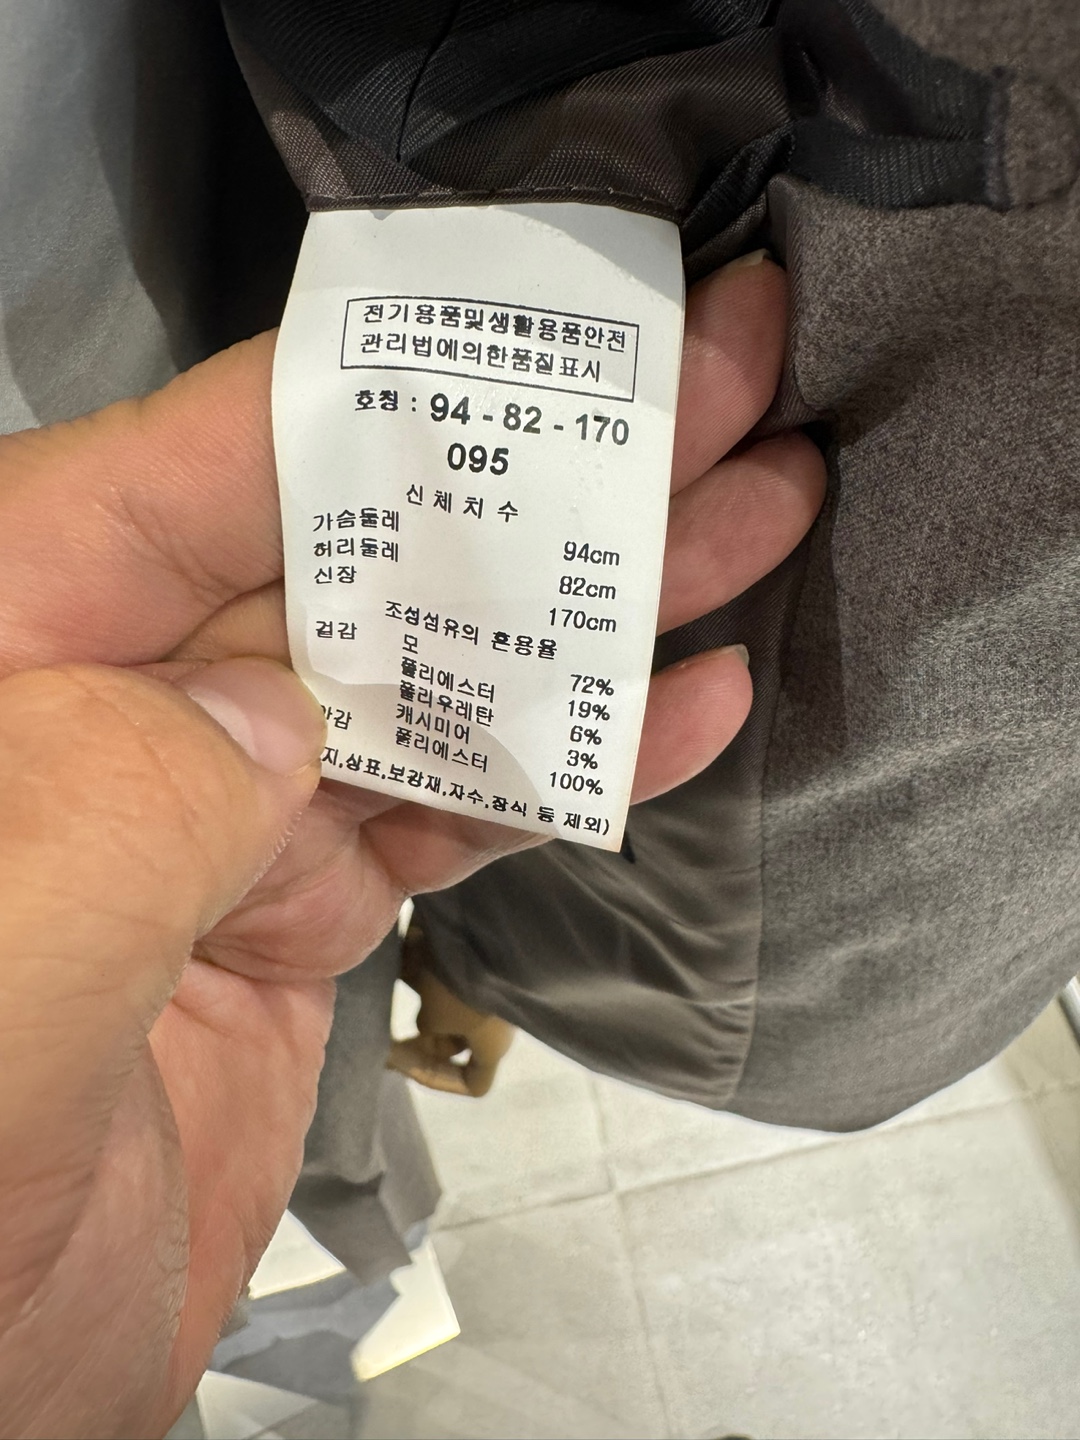 전기용품및생활용품안전
관리법에의한품질표시
호칭 : 94 - 82 - 170
095
신체치수
가슴둘레 94cm
허리둘레 82cm
신장 170cm
조성섬유의 혼용율
겉감 모 72%
폴리에스터 19%
폴리우레탄 6%
캐시미어 3%
안감 폴리에스터 100%
지,상표,보강재,자수,장식 등 제외)